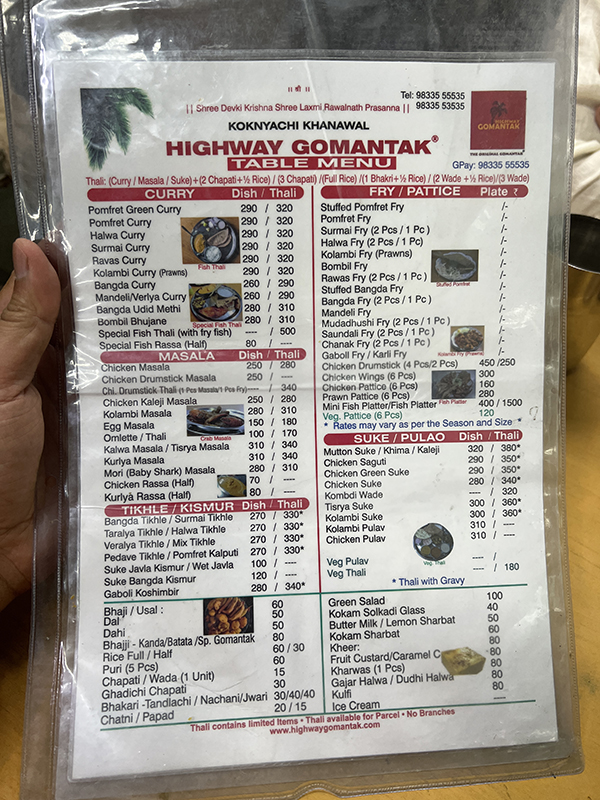 || श्री ||
|| Shree Devki Krishna Shree Laxmi Rawalnath Prasanna ||
Tel: 98335 55535
98335 53535
KOKNYACHI KHANAWAL
HIGHWAY GOMANTAK®
TABLE MENU
HIGHWAY GOMANTAK
THE ORIGINAL GOMANTAK
GPay: 98335 55535
Thali: (Curry / Masala / Suke)+(2 Chapati+½ Rice) / (3 Chapati) /(Full Rice) /(1 Bhakri+½ Rice) / (2 Wade +½ Rice)/(3 Wade)
CURRY Dish / Thali
Pomfret Green Curry 290 / 320
Pomfret Curry 290 / 320
Halwa Curry 290 / 320
Surmai Curry 290 / 320
Ravas Curry 290 / 320
Kolambi Curry (Prawns) 290 / 320
Fish Thali
Bangda Curry 260 / 290
Mandeli/Verlya Curry 260 / 290
Bangda Udid Methi 280 / 310
Bombil Bhujane 280 / 310
Special Fish Thali
Special Fish Thali (with fry fish) ---- / 500
Special Fish Rassa (Half) 80 / ----
MASALA Dish / Thali
Chicken Masala 250 / 280
Chicken Drumstick Masala 250 / ----
Chi. Drumstick Thali (1 Pcs Masala/1 Pcs Fry)---- / 340
Chicken Kaleji Masala 250 / 280
Kolambi Masala 280 / 310
Egg Masala 150 / 180
Omlette / Thali 100 / 170
Crab Masala
Kalwa Masala / Tisrya Masala 310 / 340
Kurlya Masala 310 / 340
Mori (Baby Shark) Masala 280 / 310
Chicken Rassa (Half) 70 / ----
Kurlya Rassa (Half) 80 / ----
TIKHLE / KISMUR Dish / Thali
Bangda Tikhle / Surmai Tikhle 270 / 330*
Taralya Tikhle / Halwa Tikhle 270 / 330*
Veralya Tikhle / Mix Tikhle 270 / 330*
Pedave Tikhle / Pomfret Kalputi 270 / 330*
Suke Javla Kismur / Wet Javla 100 / ----
Suke Bangda Kismur 120 / ----
Gaboli Koshimbir 280 / 340*
Bhaji / Usal : 60
Dal 50
Dahi 50
Bhajji - Kanda/Batata /Sp. Gomantak 80
Rice Full / Half 60 / 30
Puri (5 Pcs) 60
Chapati / Wada (1 Unit) 15
Ghadichi Chapati 30
Bhakari -Tandlachi / Nachani/Jwari 30/40/40
Chatni / Papad 20 / 15
FRY / PATTICE Plate ₹
Stuffed Pomfret Fry /-
Pomfret Fry /-
Surmai Fry (2 Pcs / 1 Pc ) /-
Halwa Fry (2 Pcs / 1 Pc) /-
Kolambi Fry (Prawns) /-
Bombil Fry /-
Rawas Fry (2 Pcs / 1 Pc ) /-
Stuffed Pomfret
Stuffed Bangda Fry /-
Bangda Fry (2 Pcs / 1 Pc) /-
Mandeli Fry /-
Mudadushi Fry (2 Pcs / 1 Pc ) /-
Saundali Fry (2 Pcs / 1 Pc) /-
Chanak Fry (2 Pcs / 1 Pc ) /-
Kolambi Fry (Prawns)
Gaboli Fry / Karli Fry /-
Chicken Drumstick (4 Pcs/2 Pcs) 450 /250
Chicken Wings (6 Pcs) 300
Chicken Pattice (6 Pcs) 160
Prawn Pattice (6 Pcs) 280
Fish Platter
Mini Fish Platter/Fish Platter 400 / 1500
Veg. Pattice (6 Pcs) 120
* Rates may vary as per the Season and Size *
SUKE / PULAO Dish / Thali
Mutton Suke / Khima / Kaleji 320 / 380*
Chicken Saguti 290 / 350*
Chicken Green Suke 290 / 350*
Chicken Suke 280 / 340*
Kombdi Wade ---- / 320
Tisrya Suke 300 / 360*
Kolambi Suke 300 / 360*
Kolambi Pulav 310 / ----
Chicken Pulav 310 / ----
Veg. Thali
Veg Pulav ---- /
Veg Thali ---- / 180
* Thali with Gravy
Green Salad 100
Kokam Solkadi Glass 40
Butter Milk / Lemon Sharbat 50
Kokam Sharbat 60
Kheer: 80
Fruit Custard/Caramel C 80
Kharwas (1 Pcs) 80
Gajar Halwa / Dudhi Halwa 80
Kulfi 80
Ice Cream ----
Thali contains limited Items • Thali available for Parcel • No Branches
www.highwaygomantak.com